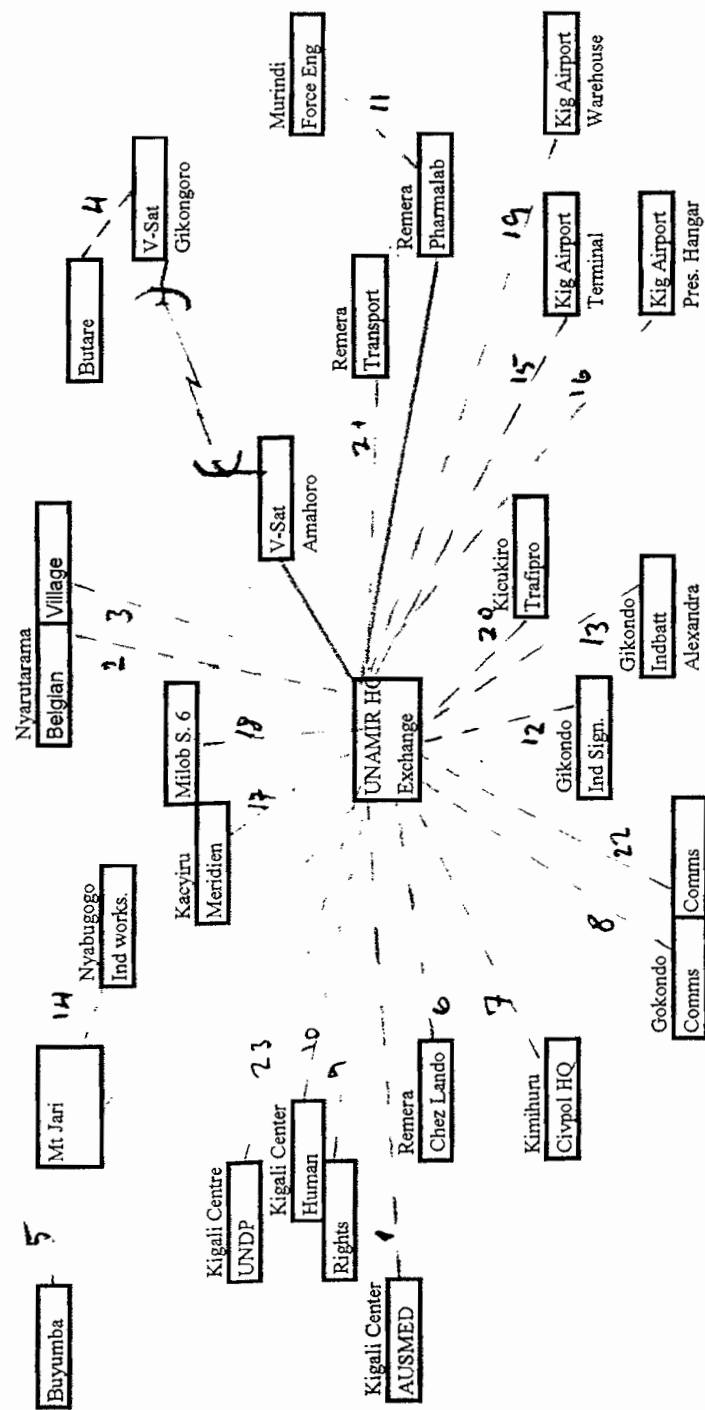 Nyarutarama
Buyumba
5
Mt Jari
14
Belgian
Village
2
3
Nyabugogo
Ind works.
Butare
4
V-Sat
Gikongoro
Kacyiru
Milob S. 6
Meridien
18
17
Kigali Centre
UNDP
23
Kigali Center
Human
10
Rights
9
V-Sat
Amahoro
Murindi
Force Eng
11
Remera
Transport
21
Remera
Pharmalab
UNAMIR HQ
Exchange
Kigali Center
AUSMED
1
Remera
Chez Lando
6
Kimihuru
Civpol HQ
7
Gokondo
Comms
Comms
8
22
Gikondo
Ind Sign.
12
Gikondo
Indbatt
Alexandra
13
Kicukiro
Trafipro
20
19
15
16
Kig Airport
Warehouse
Kig Airport
Terminal
Kig Airport
Pres. Hangar